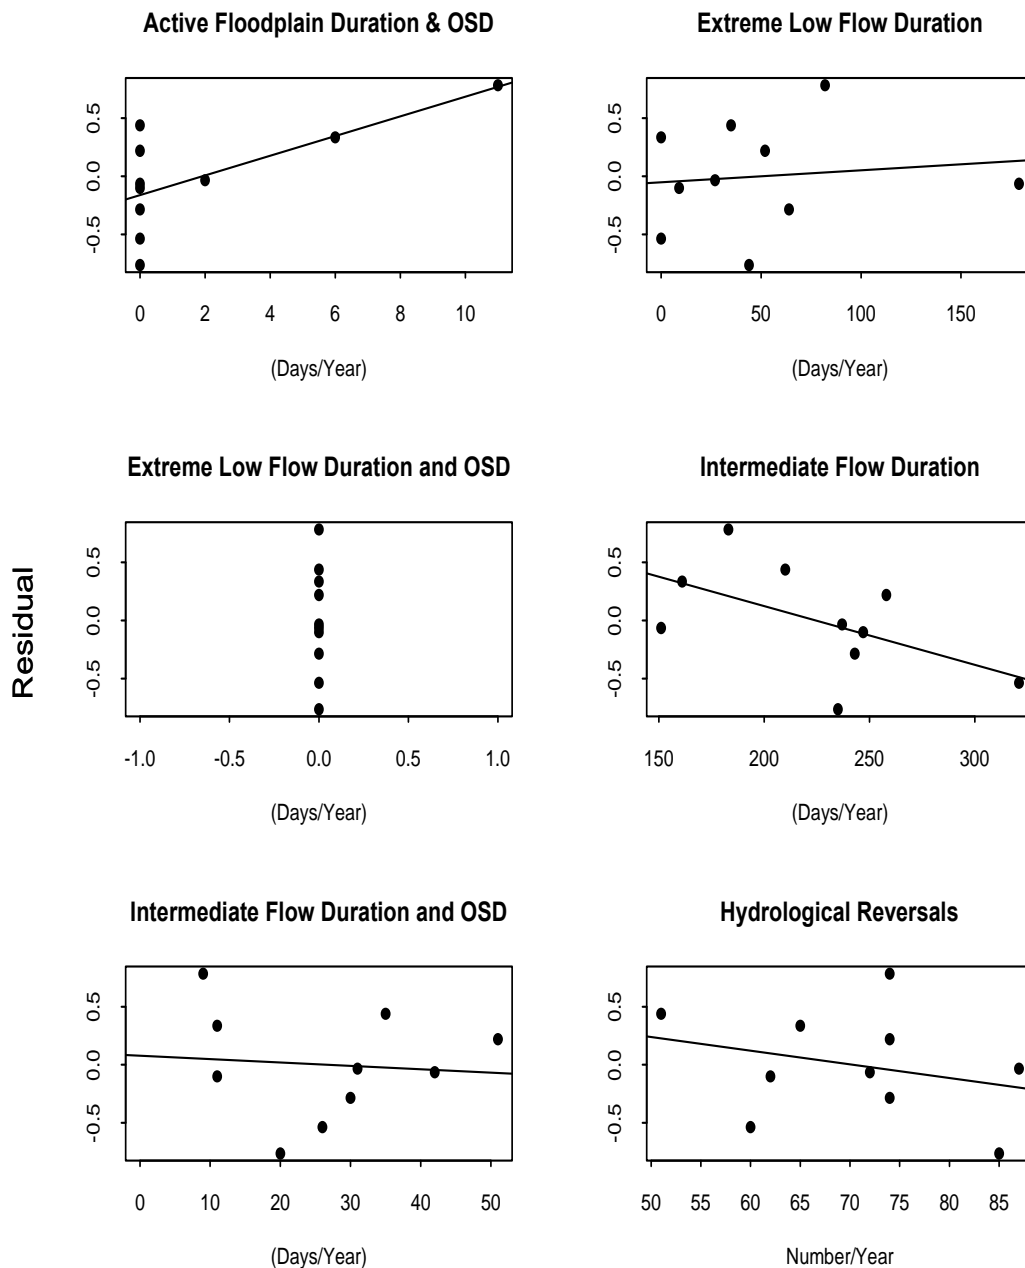 Active Floodplain Duration & OSD
0.5
0.0
-0.5
0 2 4 6 8 10
(Days/Year)
Extreme Low Flow Duration
0.5
0.0
-0.5
0 50 100 150
(Days/Year)
Residual
Extreme Low Flow Duration and OSD
0.5
0.0
-0.5
-1.0 -0.5 0.0 0.5 1.0
(Days/Year)
Intermediate Flow Duration
0.5
0.0
-0.5
150 200 250 300
(Days/Year)
Intermediate Flow Duration and OSD
0.5
0.0
-0.5
0 10 20 30 40 50
(Days/Year)
Hydrological Reversals
0.5
0.0
-0.5
50 55 60 65 70 75 80 85
Number/Year